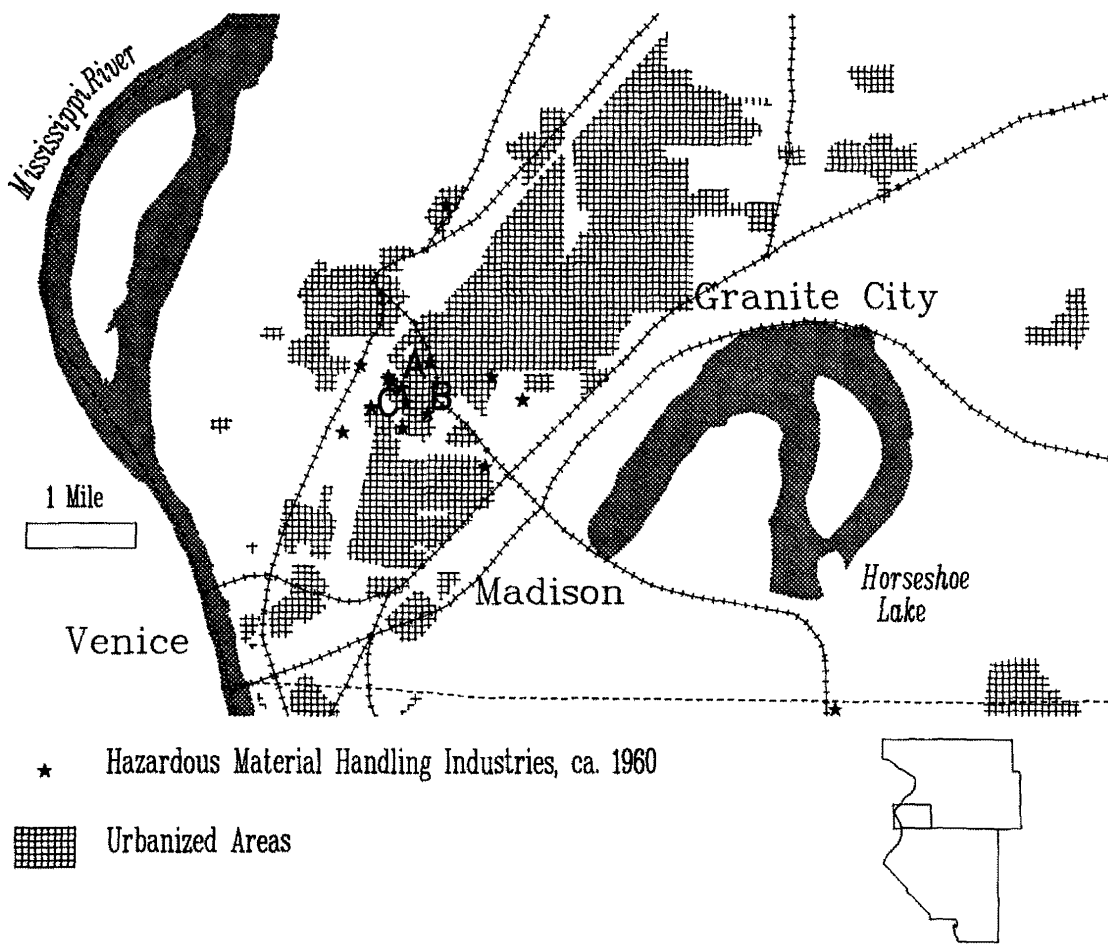 Mississippi River
Granite City
A
B
C
1 Mile
Madison
Horseshoe
Lake
Venice
Hazardous Material Handling Industries, ca. 1960
Urbanized Areas